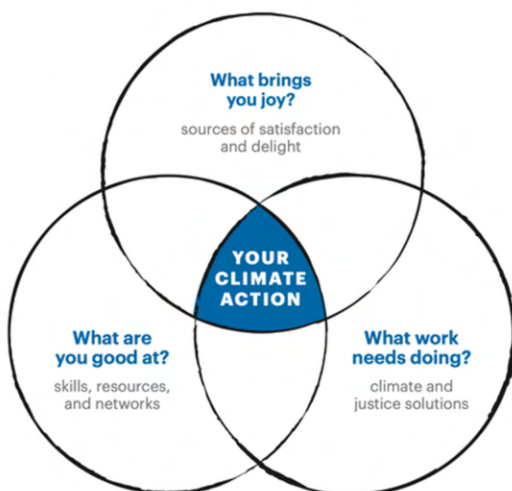 What brings
you joy?
sources of satisfaction
and delight
YOUR
CLIMATE
ACTION
What are
you good at?
skills, resources,
and networks
What work
needs doing?
climate and
justice solutions